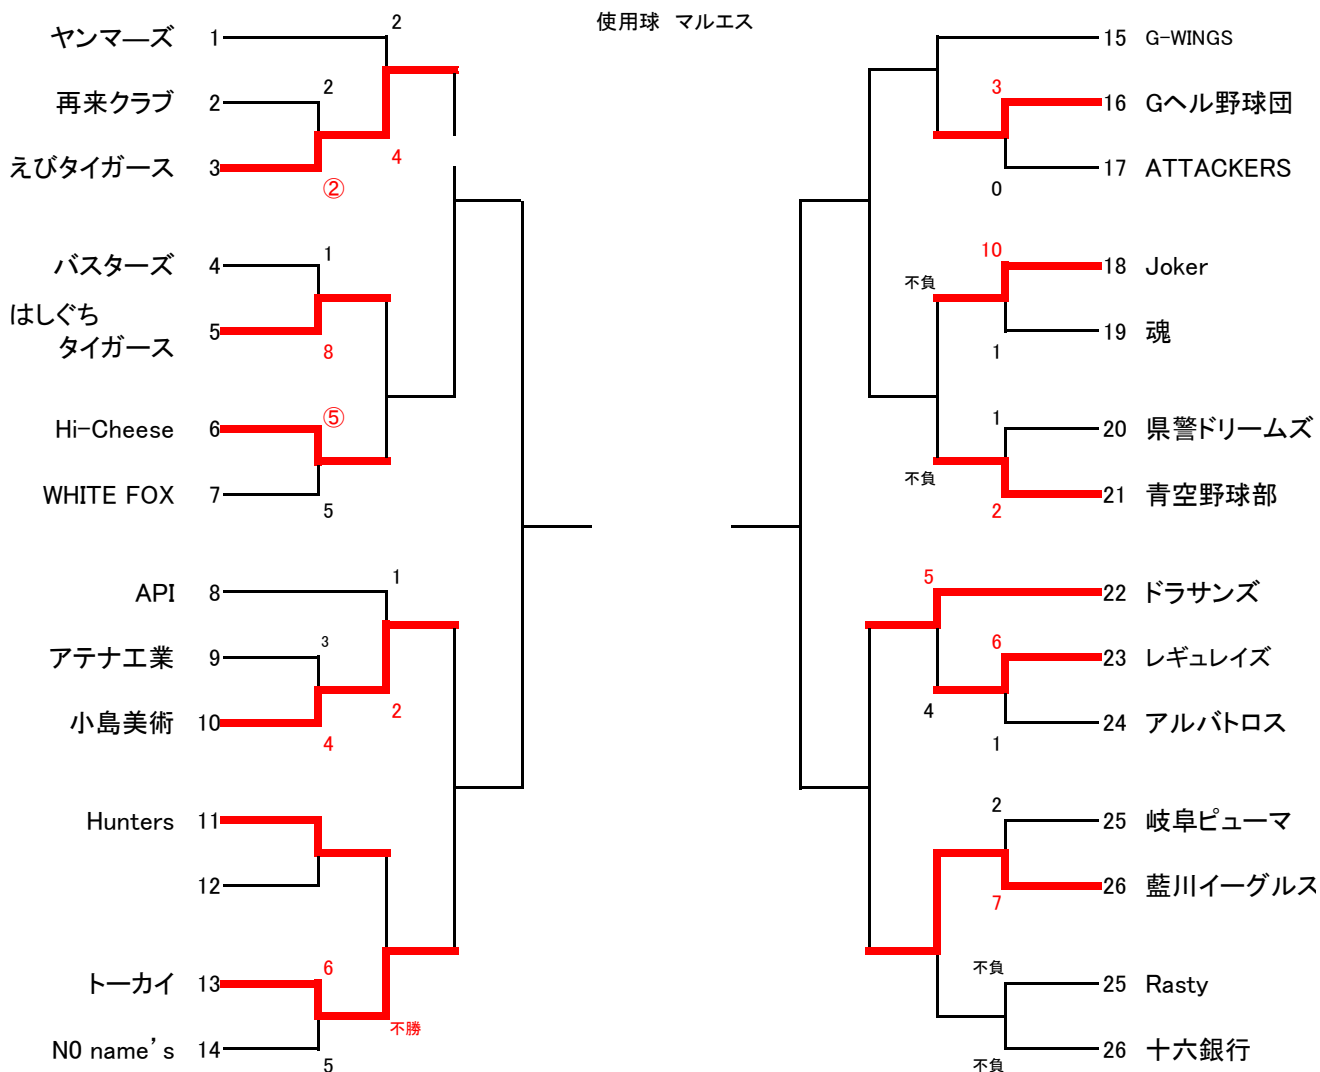 使用球 マルエス
2
ヤンマーズ 1
2
再来クラブ 2
4
えびタイガース 3
②
1
バスターズ 4
はしぐち
タイガース 5
8
⑤
Hi-Cheese 6
WHITE FOX 7
5
1
API 8
3
アテナ工業 9
2
小島美術 10
4
Hunters 11
12
6
トーカイ 13
不勝
N0 name's 14
5
15 G-WINGS
3
16 Gヘル野球団
17 ATTACKERS
0
10
18 Joker
不負
19 魂
1
1
20 県警ドリームズ
不負
21 青空野球部
2
5
22 ドラサンズ
6
23 レギュレイズ
4
24 アルバトロス
1
2
25 岐阜ピューマ
26 藍川イーグルス
7
不負
25 Rasty
26 十六銀行
不負